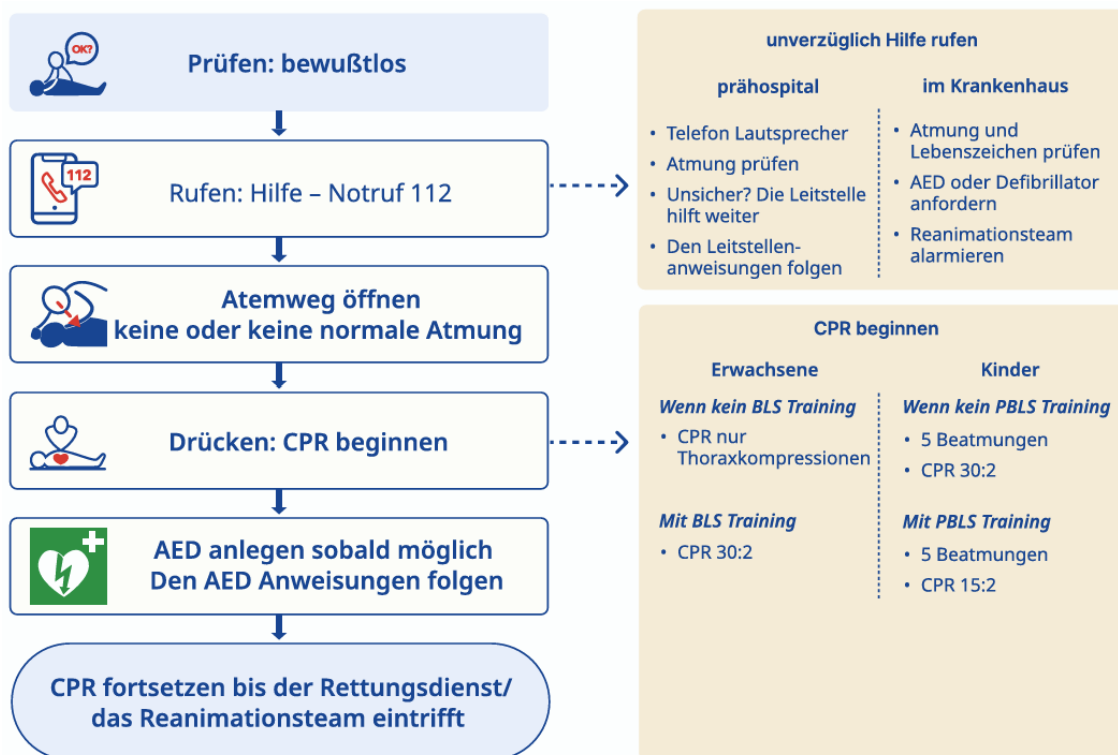 OK?
Prüfen: bewußtlos
112
Rufen: Hilfe – Notruf 112
Atemweg öffnen
keine oder keine normale Atmung
Drücken: CPR beginnen
AED anlegen sobald möglich
Den AED Anweisungen folgen
CPR fortsetzen bis der Rettungsdienst/
das Reanimationsteam eintrifft
unverzüglich Hilfe rufen
prähospital
• Telefon Lautsprecher
• Atmung prüfen
• Unsicher? Die Leitstelle
hilft weiter
• Den Leitstellen-
anweisungen folgen
im Krankenhaus
• Atmung und
Lebenszeichen prüfen
• AED oder Defibrillator
anfordern
• Reanimationsteam
alarmieren
CPR beginnen
Erwachsene
Wenn kein BLS Training
• CPR nur
Thoraxkompressionen
Mit BLS Training
• CPR 30:2
Kinder
Wenn kein PBLS Training
• 5 Beatmungen
• CPR 30:2
Mit PBLS Training
• 5 Beatmungen
• CPR 15:2